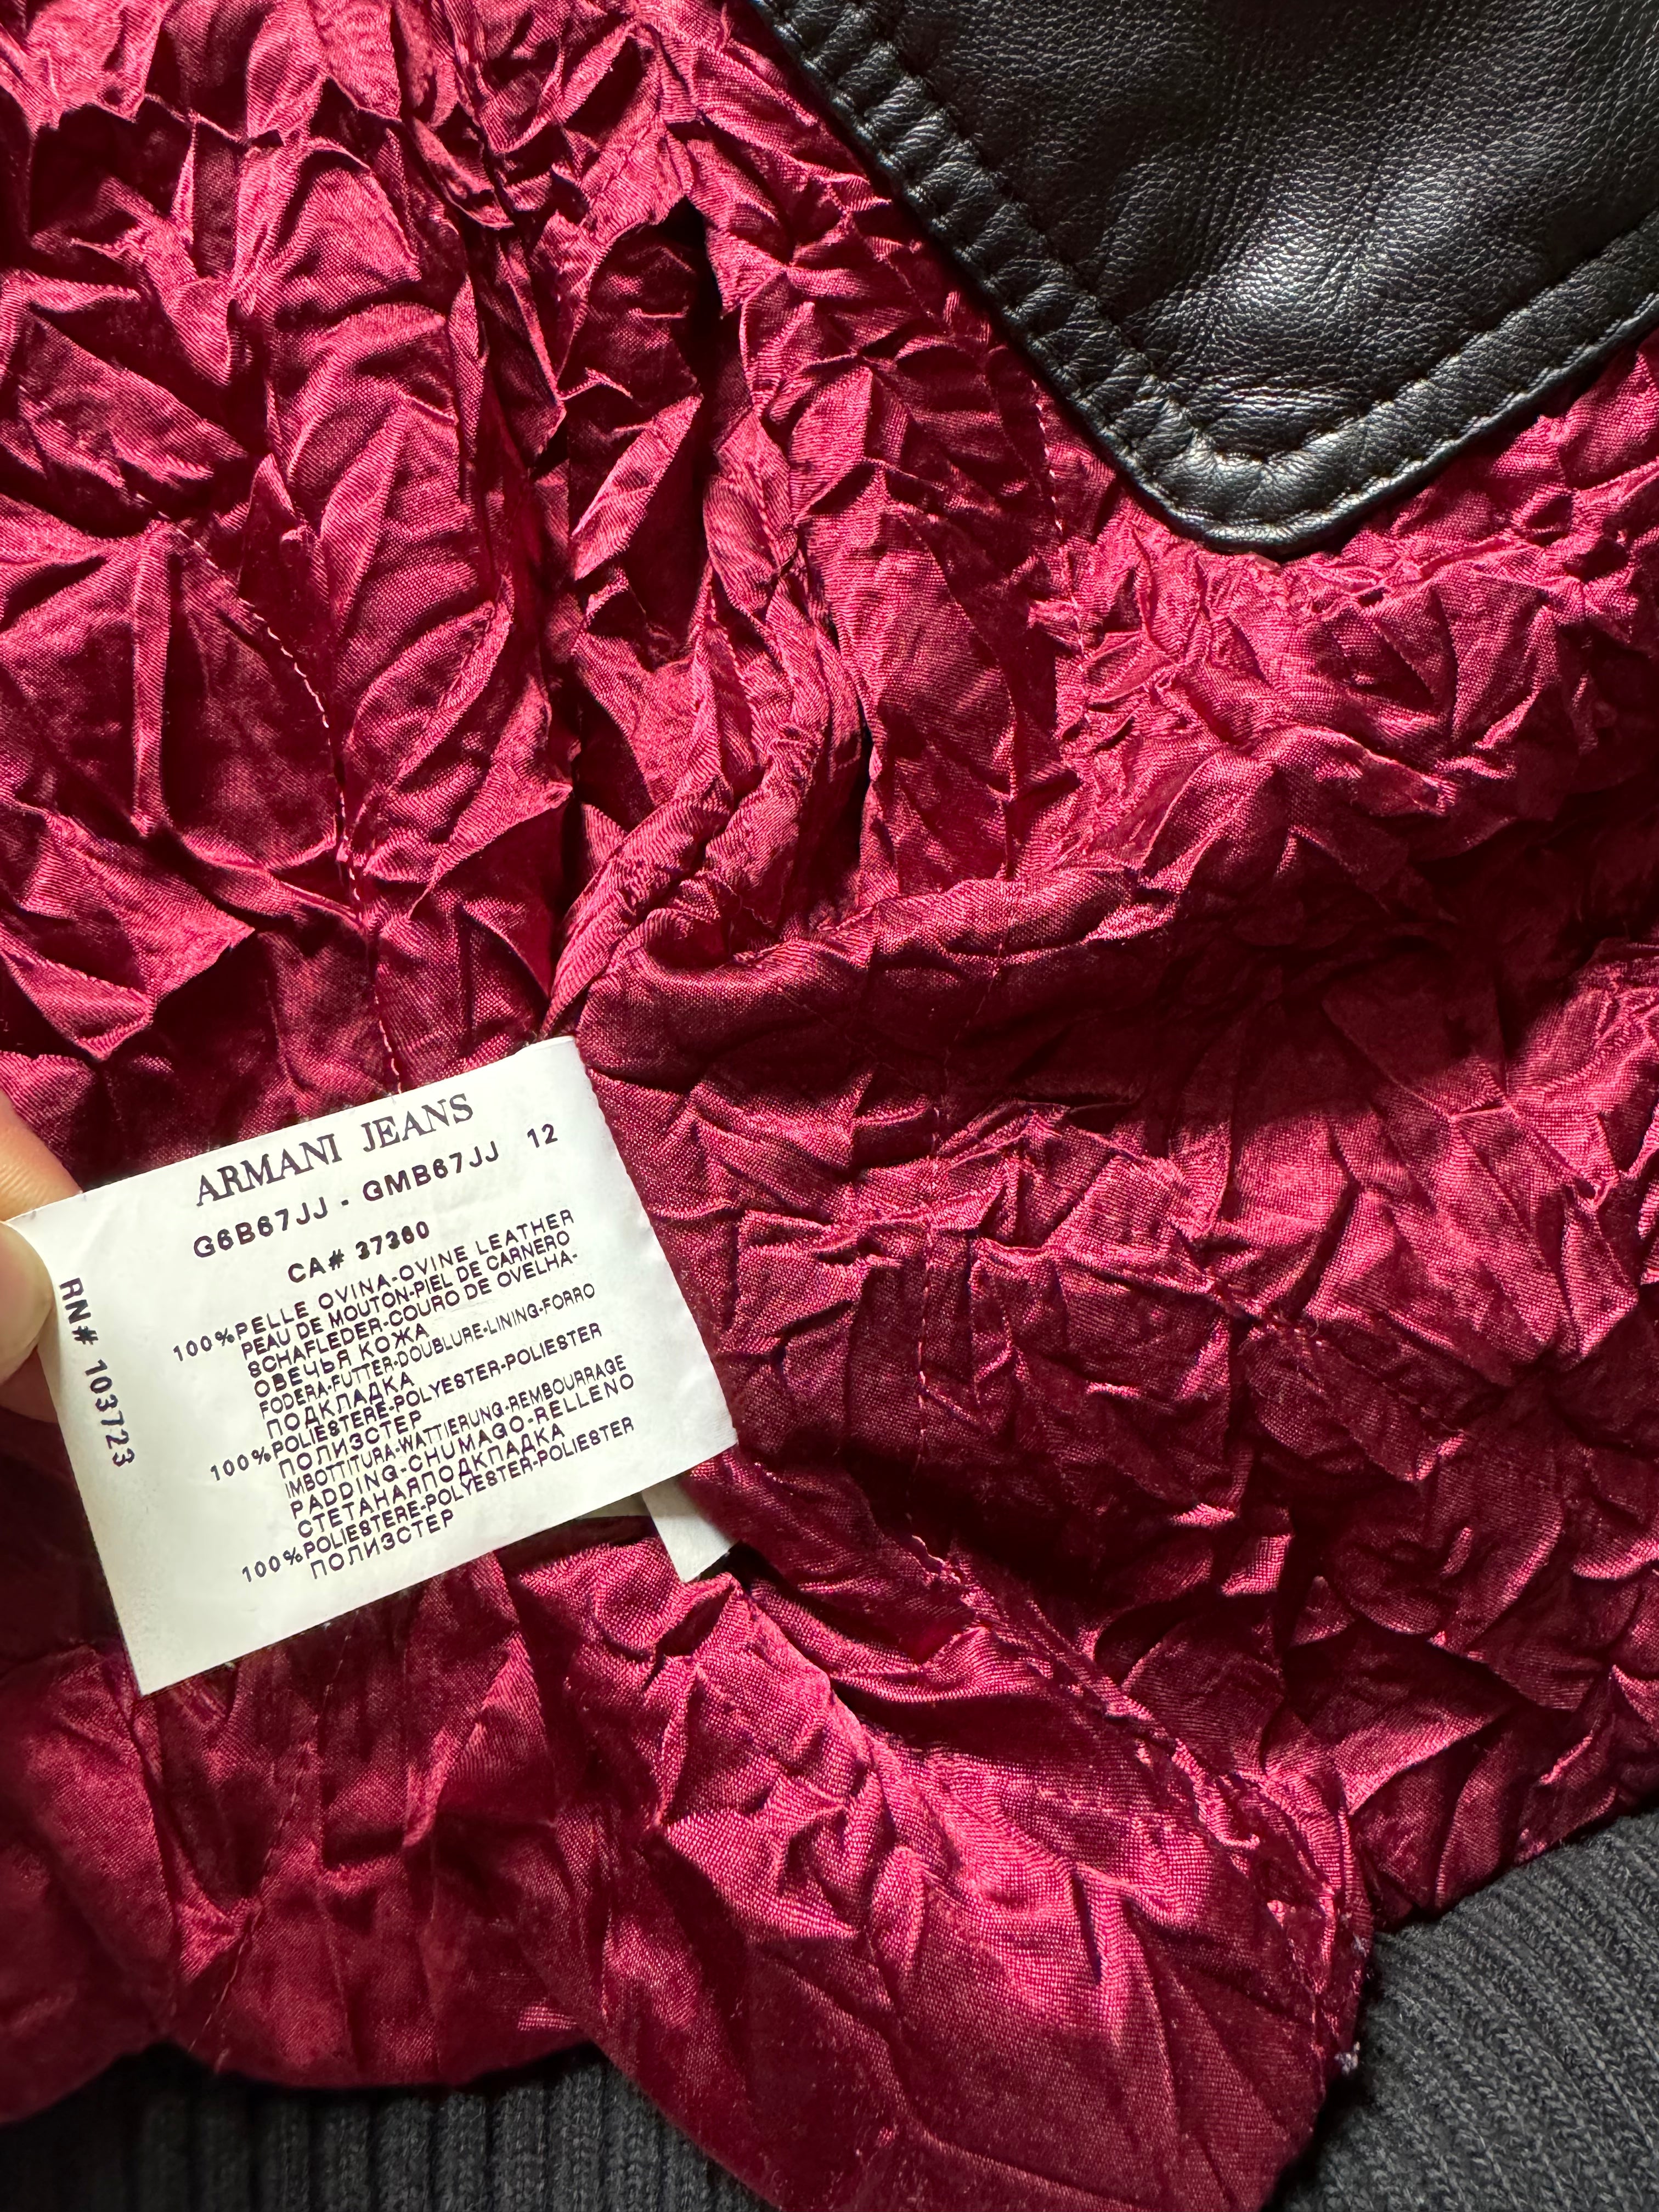 ARMANI JEANS
G6B67JJ - GMB67JJ 12
CA# 37360
100%PELLE OVINA-OVINE LEATHER
PEAU DE MOUTON-PIEL DE CARNERO
SCHAFLEDER-COURO DE OVELHA-
ОВЕЧЬЯ КОЖА
FODERA-FUTTER-DOUBLURE-LINING-FORRO
ПОДКЛАДКА
100%POLIESTERE-POLYESTER-POLIESTER
ПОЛИЭСТЕР
IMBOTTITURA-WATTIERUNG-REMBOURRAGE
PADDING-CHUMAGO-RELLENO
СТЕТАНАЯПОДКЛАДКА
100%POLIESTERE-POLYESTER-POLIESTER
ПОЛИЭСТЕР
RN# 103723